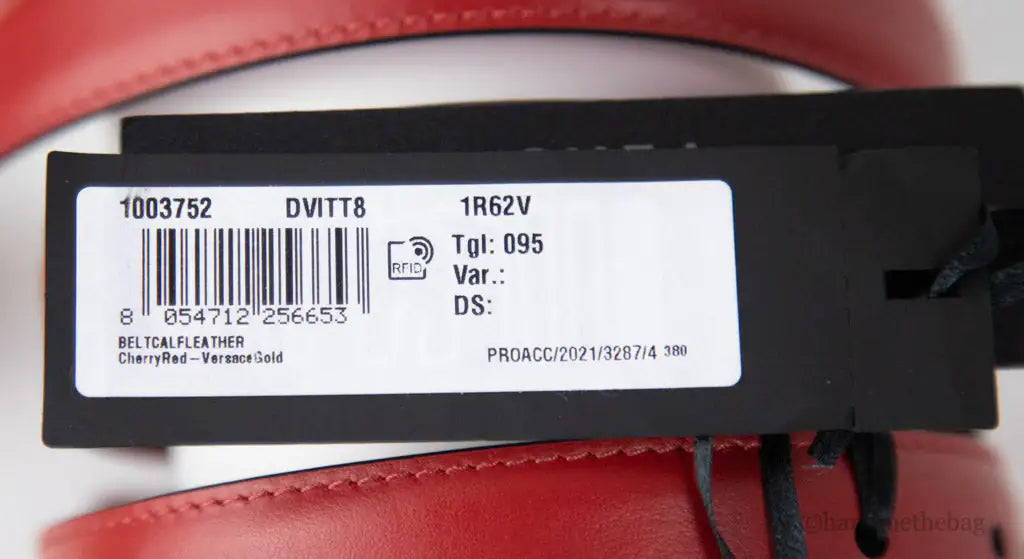 1003752 DVITT8 1R62V
Tgl: 095
RFID
Var.:
DS:
8 054712 256653
BELTCALFLEATHER
CherryRed-VersaceGold
PROACC/2021/3287/4 380